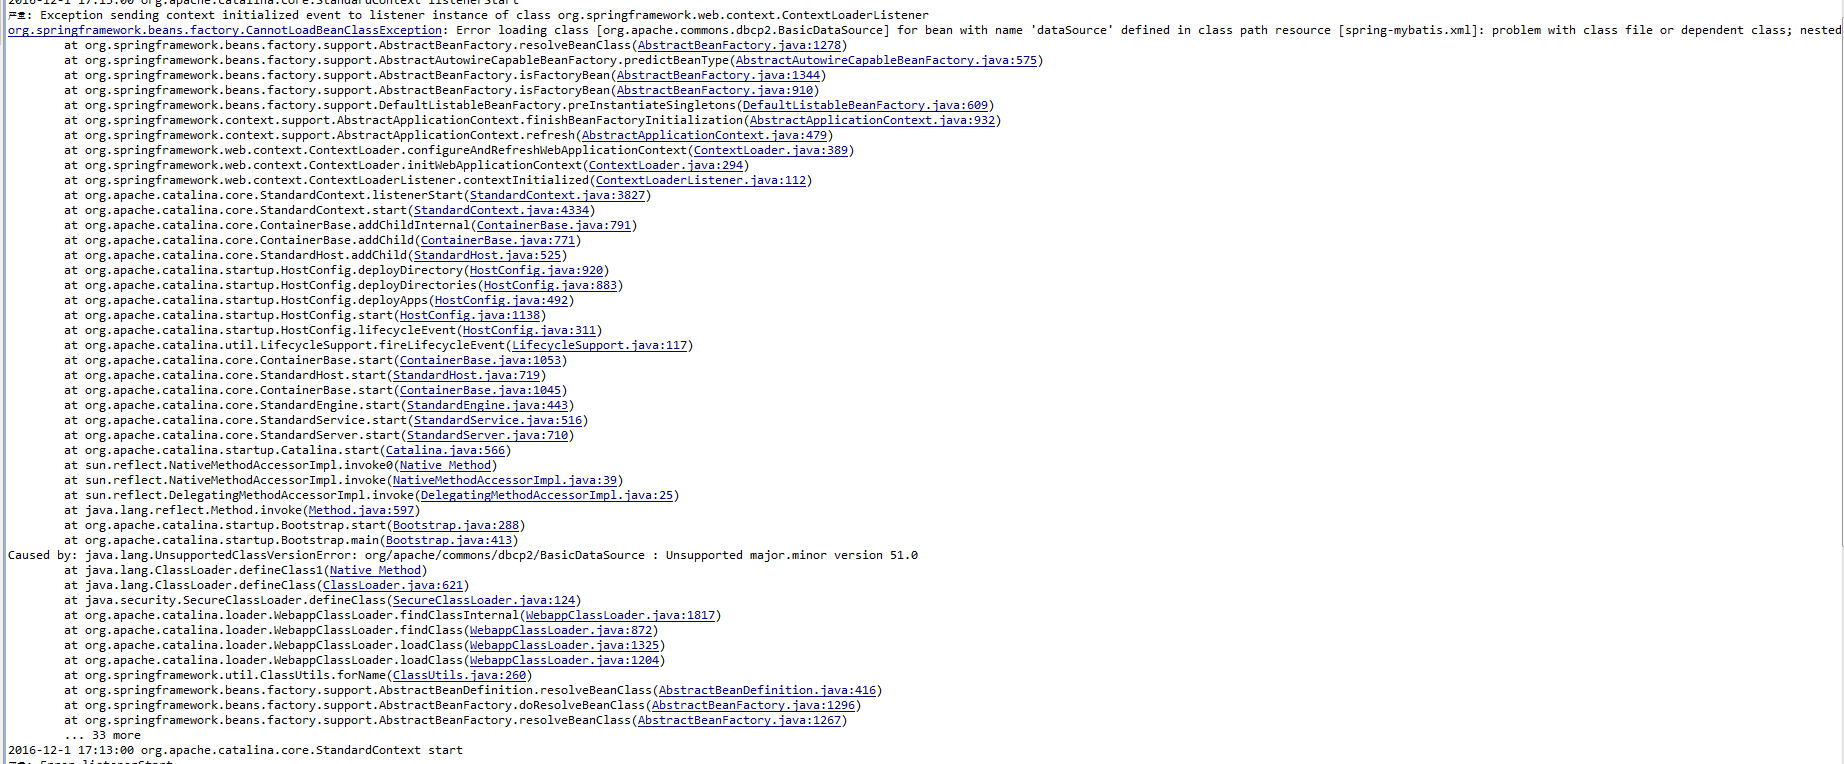 2016-12-1 17:13:00 org.apache.catalina.core.StandardContext listenerStart
: Exception sending context initialized event to listener instance of class org.springframework.web.context.ContextLoaderListener
org.springframework.beans.factory.CannotLoadBeanClassException: Error loading class [org.apache.commons.dbcp2.BasicDataSource] for bean with name 'dataSource' defined in class path resource [spring-mybatis.xml]: problem with class file or dependent class; nested
at org.springframework.beans.factory.support.AbstractBeanFactory.resolveBeanClass(AbstractBeanFactory.java:1278)
at org.springframework.beans.factory.support.AbstractAutowireCapableBeanFactory.predictBeanType(AbstractAutowireCapableBeanFactory.java:575)
at org.springframework.beans.factory.support.AbstractBeanFactory.isFactoryBean(AbstractBeanFactory.java:1344)
at org.springframework.beans.factory.support.AbstractBeanFactory.isFactoryBean(AbstractBeanFactory.java:910)
at org.springframework.beans.factory.support.DefaultListableBeanFactory.preInstantiateSingletons(DefaultListableBeanFactory.java:609)
at org.springframework.context.support.AbstractApplicationContext.finishBeanFactoryInitialization(AbstractApplicationContext.java:932)
at org.springframework.context.support.AbstractApplicationContext.refresh(AbstractApplicationContext.java:479)
at org.springframework.web.context.ContextLoader.configureAndRefreshWebApplicationContext(ContextLoader.java:389)
at org.springframework.web.context.ContextLoader.initWebApplicationContext(ContextLoader.java:294)
at org.springframework.web.context.ContextLoaderListener.contextInitialized(ContextLoaderListener.java:112)
at org.apache.catalina.core.StandardContext.listenerStart(StandardContext.java:3827)
at org.apache.catalina.core.StandardContext.start(StandardContext.java:4334)
at org.apache.catalina.core.ContainerBase.addChildInternal(ContainerBase.java:791)
at org.apache.catalina.core.ContainerBase.addChild(ContainerBase.java:771)
at org.apache.catalina.core.StandardHost.addChild(StandardHost.java:525)
at org.apache.catalina.startup.HostConfig.deployDirectory(HostConfig.java:920)
at org.apache.catalina.startup.HostConfig.deployDirectories(HostConfig.java:883)
at org.apache.catalina.startup.HostConfig.deployApps(HostConfig.java:492)
at org.apache.catalina.startup.HostConfig.start(HostConfig.java:1138)
at org.apache.catalina.startup.HostConfig.lifecycleEvent(HostConfig.java:311)
at org.apache.catalina.util.LifecycleSupport.fireLifecycleEvent(LifecycleSupport.java:117)
at org.apache.catalina.core.ContainerBase.start(ContainerBase.java:1053)
at org.apache.catalina.core.StandardHost.start(StandardHost.java:719)
at org.apache.catalina.core.ContainerBase.start(ContainerBase.java:1045)
at org.apache.catalina.core.StandardEngine.start(StandardEngine.java:443)
at org.apache.catalina.core.StandardService.start(StandardService.java:516)
at org.apache.catalina.core.StandardServer.start(StandardServer.java:710)
at org.apache.catalina.startup.Catalina.start(Catalina.java:566)
at sun.reflect.NativeMethodAccessorImpl.invoke0(Native Method)
at sun.reflect.NativeMethodAccessorImpl.invoke(NativeMethodAccessorImpl.java:39)
at sun.reflect.DelegatingMethodAccessorImpl.invoke(DelegatingMethodAccessorImpl.java:25)
at java.lang.reflect.Method.invoke(Method.java:597)
at org.apache.catalina.startup.Bootstrap.start(Bootstrap.java:288)
at org.apache.catalina.startup.Bootstrap.main(Bootstrap.java:413)
Caused by: java.lang.UnsupportedClassVersionError: org/apache/commons/dbcp2/BasicDataSource : Unsupported major.minor version 51.0
at java.lang.ClassLoader.defineClass1(Native Method)
at java.lang.ClassLoader.defineClass(ClassLoader.java:621)
at java.security.SecureClassLoader.defineClass(SecureClassLoader.java:124)
at org.apache.catalina.loader.WebappClassLoader.findClassInternal(WebappClassLoader.java:1817)
at org.apache.catalina.loader.WebappClassLoader.findClass(WebappClassLoader.java:872)
at org.apache.catalina.loader.WebappClassLoader.loadClass(WebappClassLoader.java:1325)
at org.apache.catalina.loader.WebappClassLoader.loadClass(WebappClassLoader.java:1204)
at org.springframework.util.ClassUtils.forName(ClassUtils.java:260)
at org.springframework.beans.factory.support.AbstractBeanDefinition.resolveBeanClass(AbstractBeanDefinition.java:416)
at org.springframework.beans.factory.support.AbstractBeanFactory.doResolveBeanClass(AbstractBeanFactory.java:1296)
at org.springframework.beans.factory.support.AbstractBeanFactory.resolveBeanClass(AbstractBeanFactory.java:1267)
... 33 more
2016-12-1 17:13:00 org.apache.catalina.core.StandardContext start
: Error listenerStart